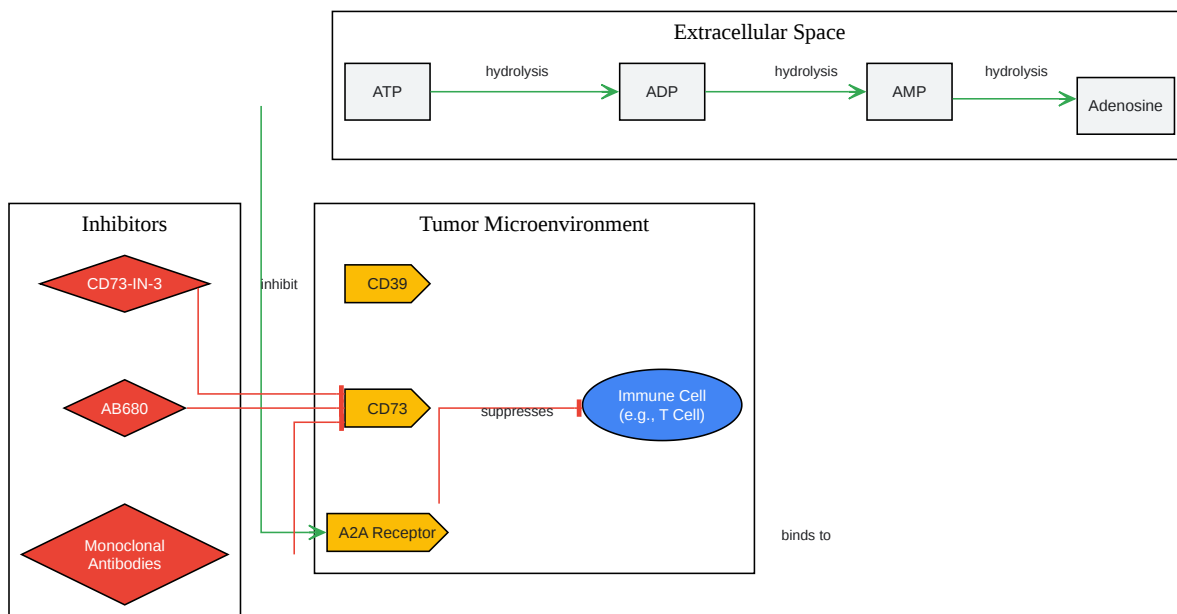 Extracellular Space
hydrolysis
hydrolysis
hydrolysis
ATP
ADP
AMP
Adenosine
Inhibitors
Tumor Microenvironment
CD73-IN-3
inhibit
CD39
AB680
CD73
suppresses
Immune Cell
(e.g., T Cell)
Monoclonal
Antibodies
A2A Receptor
binds to